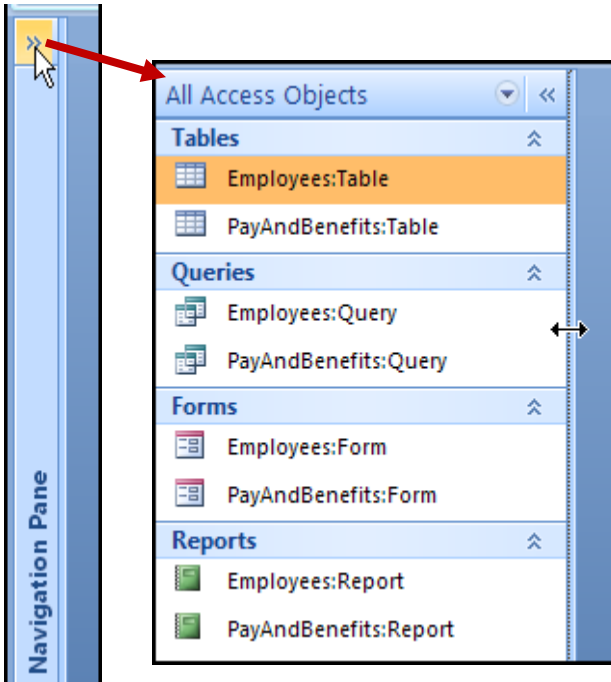 All Access Objects
Tables
Employees:Table
PayAndBenefits:Table
Queries
Employees:Query
PayAndBenefits:Query
Forms
Employees:Form
PayAndBenefits:Form
Reports
Employees:Report
PayAndBenefits:Report
Navigation Pane